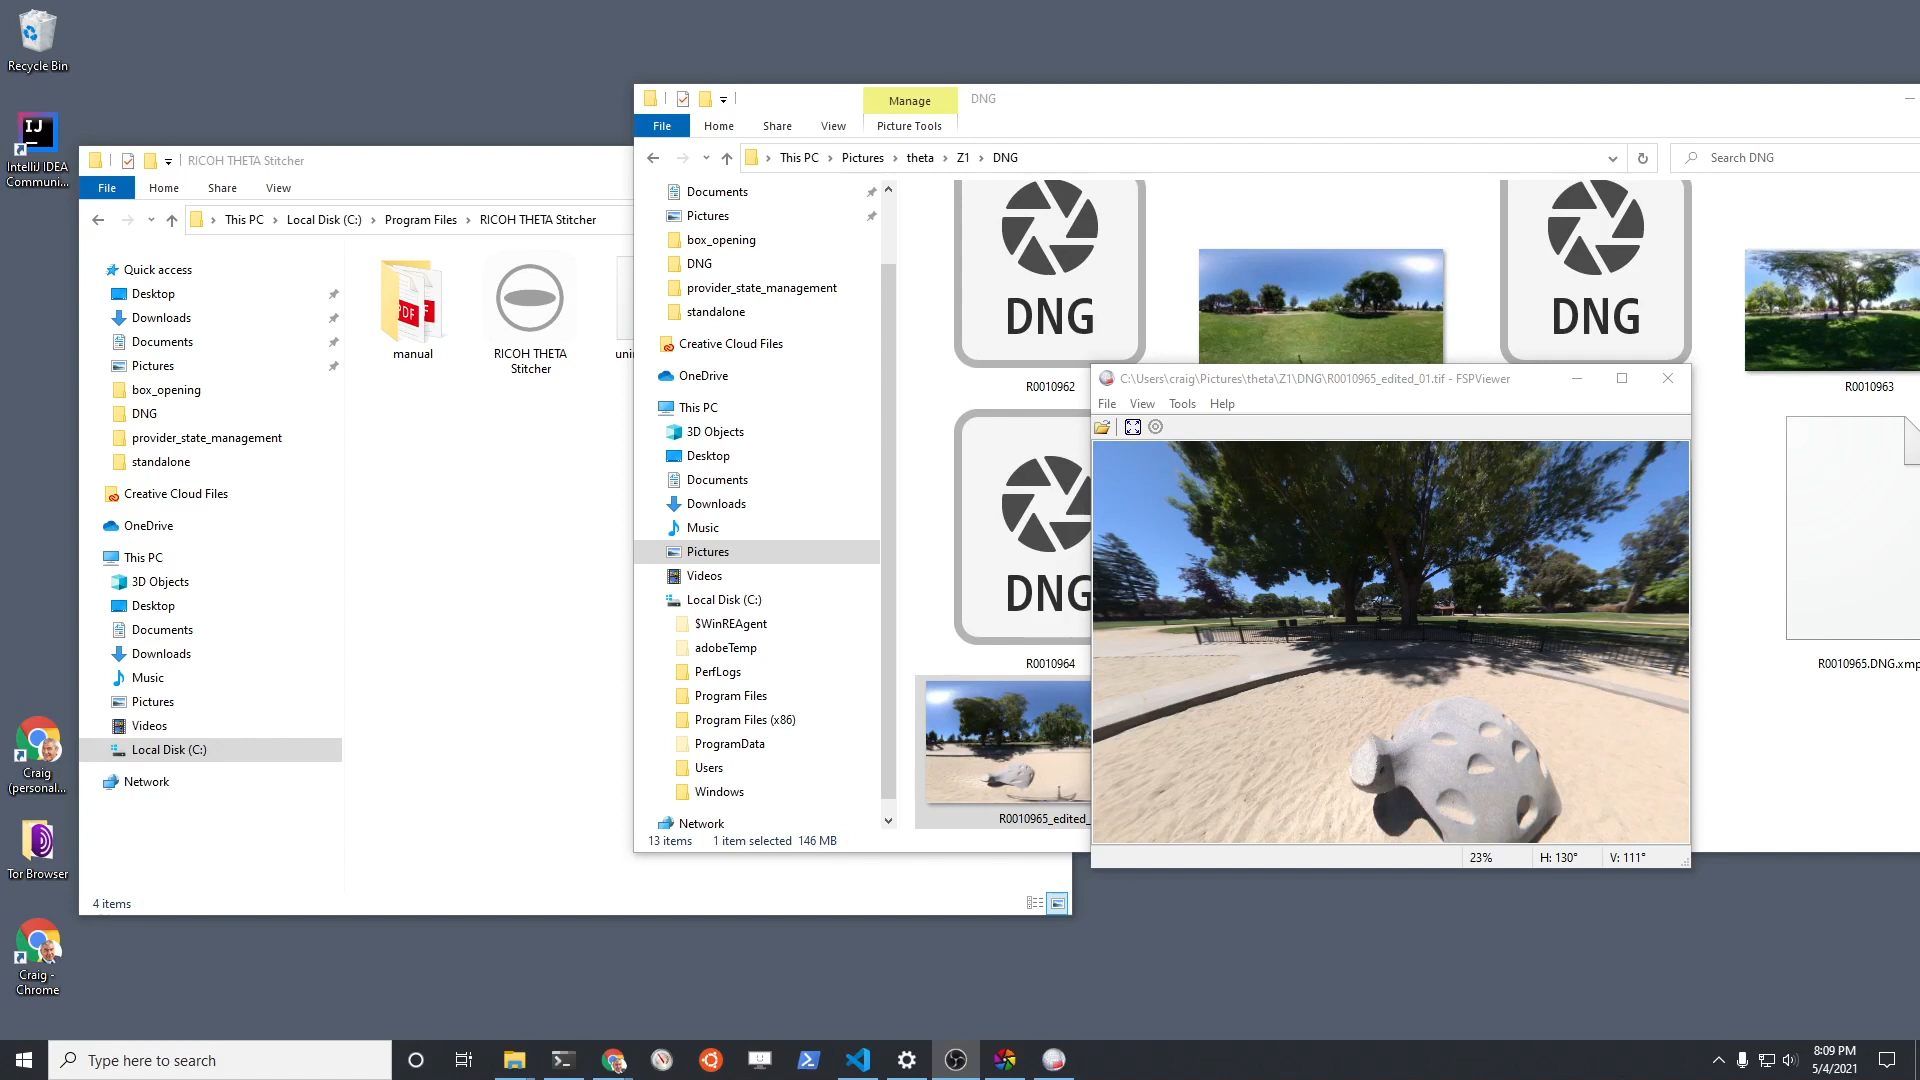 Recycle Bin
IntelliJ IDEA
Communi...
Craig
(personal...
Tor Browser
Craig -
Chrome
RICOH THETA Stitcher
File
Home
Share
View
This PC
Local Disk (C:)
Program Files
RICOH THETA Stitcher
Quick access
Desktop
Downloads
Documents
Pictures
box_opening
DNG
provider_state_management
standalone
Creative Cloud Files
OneDrive
This PC
3D Objects
Desktop
Documents
Downloads
Music
Pictures
Videos
Local Disk (C:)
Network
PDF
manual
RICOH THETA
Stitcher
4 items
Manage
DNG
File
Home
Share
View
Picture Tools
This PC
Pictures
theta
Z1
DNG
Search DNG
Documents
Pictures
box_opening
DNG
provider_state_management
standalone
Creative Cloud Files
OneDrive
This PC
3D Objects
Desktop
Documents
Downloads
Music
Pictures
Videos
Local Disk (C:)
$WinREAgent
adobeTemp
PerfLogs
Program Files
Program Files (x86)
ProgramData
Users
Windows
Network
13 items
1 item selected 146 MB
DNG
DNG
R0010962
R0010963
DNG
R0010964
R0010965.DNG.xmp
R0010965_edited_
C:\Users\craig\Pictures\theta\Z1\DNG\R0010965_edited_01.tif - FSPViewer
File
View
Tools
Help
23%
H: 130°
V: 111°
Type here to search
8:09 PM
5/4/2021